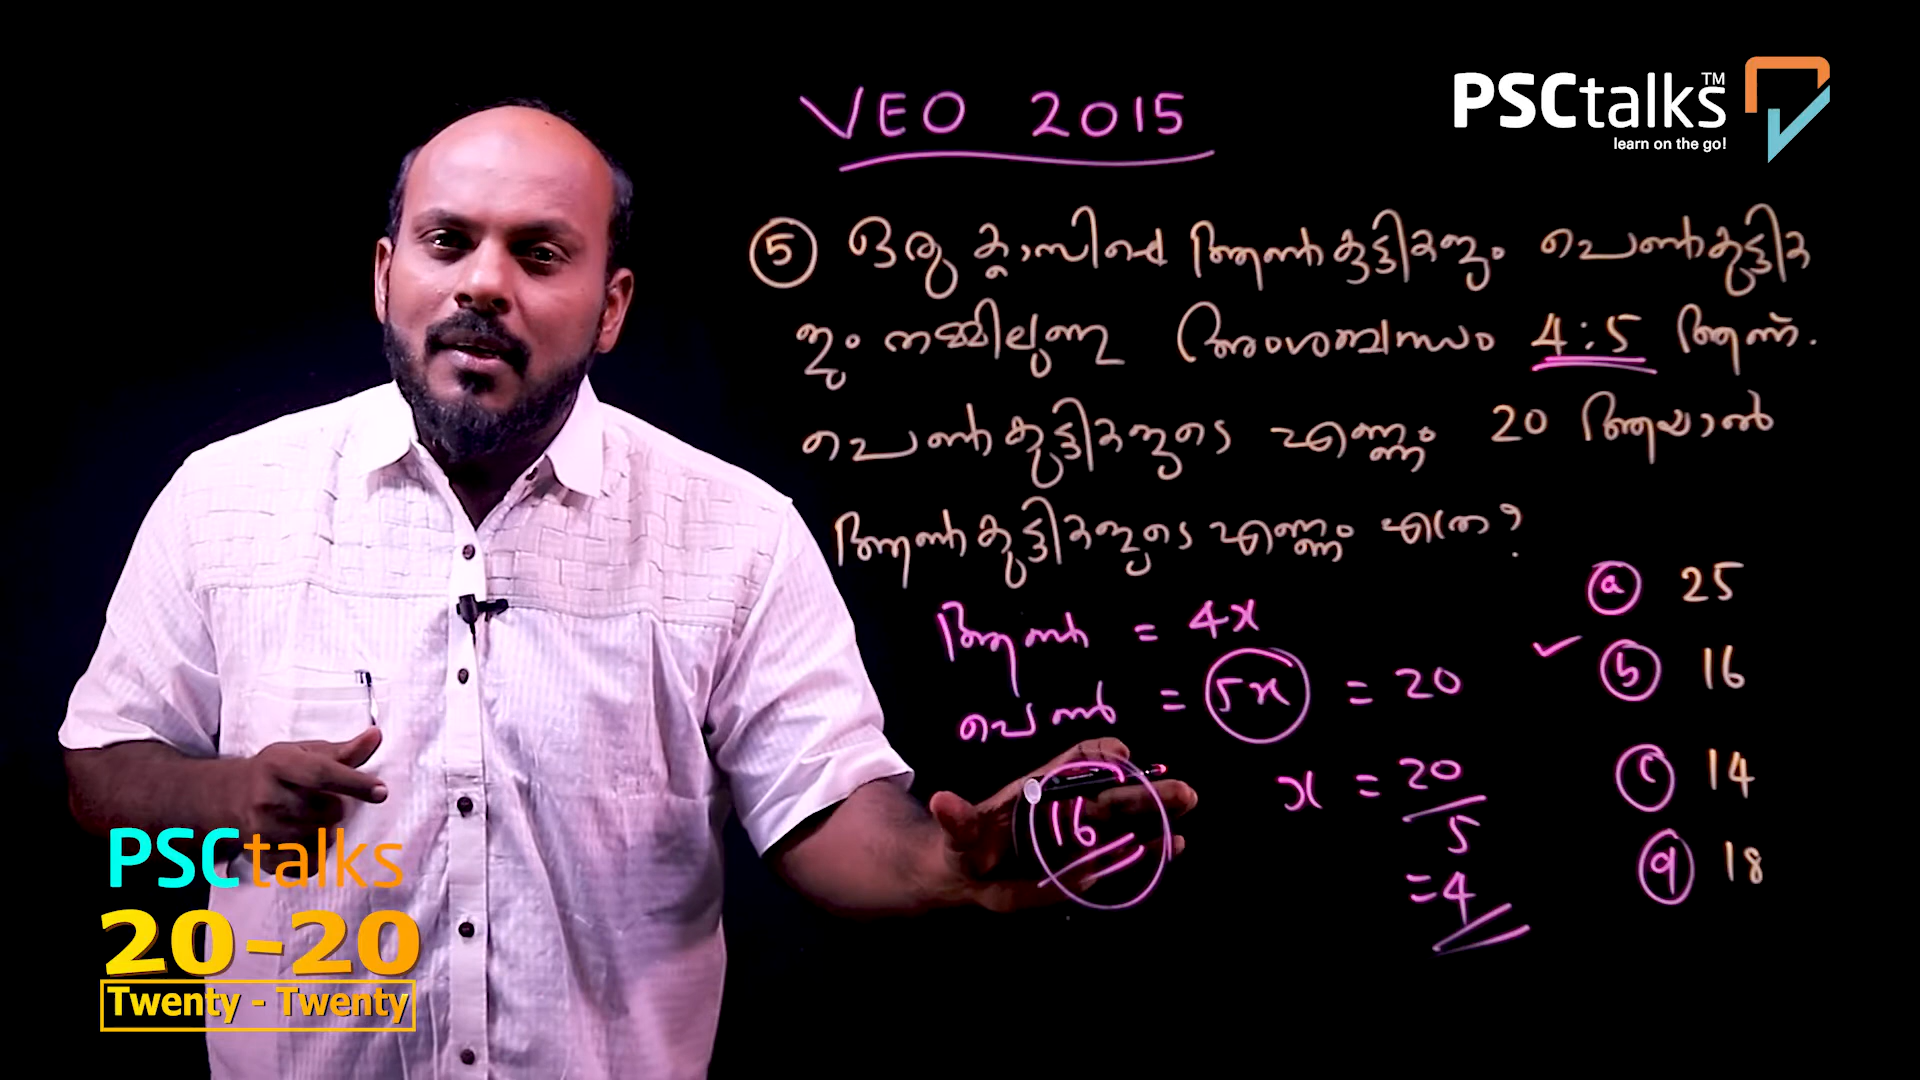 VEO 2015
PSCtalks™
learn on the go!
⑤ ഒരു ക്ലാസിലെ ആൺകുട്ടികളും പെൺകുട്ടിക
ളും തമ്മിലുള്ള അംശബന്ധം 4:5 ആണ്.
പെൺകുട്ടികളുടെ എണ്ണം 20 ആയാൽ
ആൺകുട്ടികളുടെ എണ്ണം എത്ര?
ആൺ = 4x
പെൺ = 5x = 20
x = 20/5
= 4
16
ⓐ 25
✓ ⓑ 16
ⓒ 14
ⓓ 18
PSCtalks
20-20
Twenty - Twenty